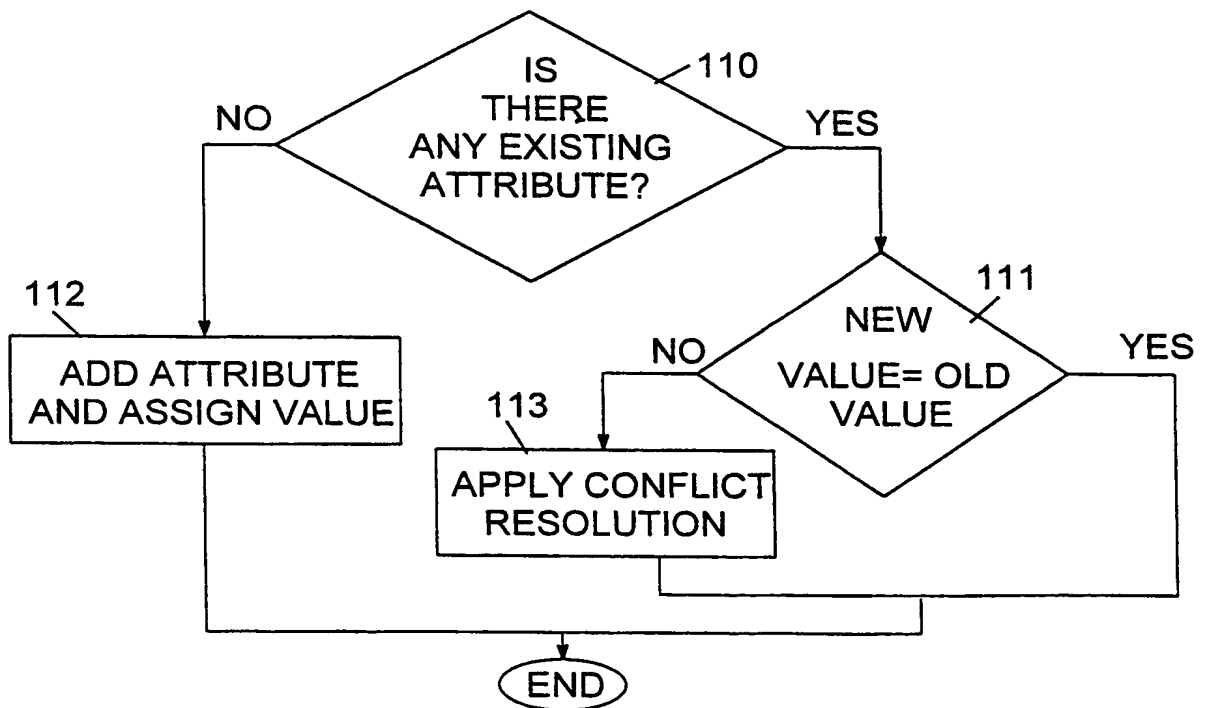 IS
THERE
ANY EXISTING
ATTRIBUTE?
110
NO
YES
112
ADD ATTRIBUTE
AND ASSIGN VALUE
111
NEW
VALUE= OLD
VALUE
NO
YES
113
APPLY CONFLICT
RESOLUTION
END